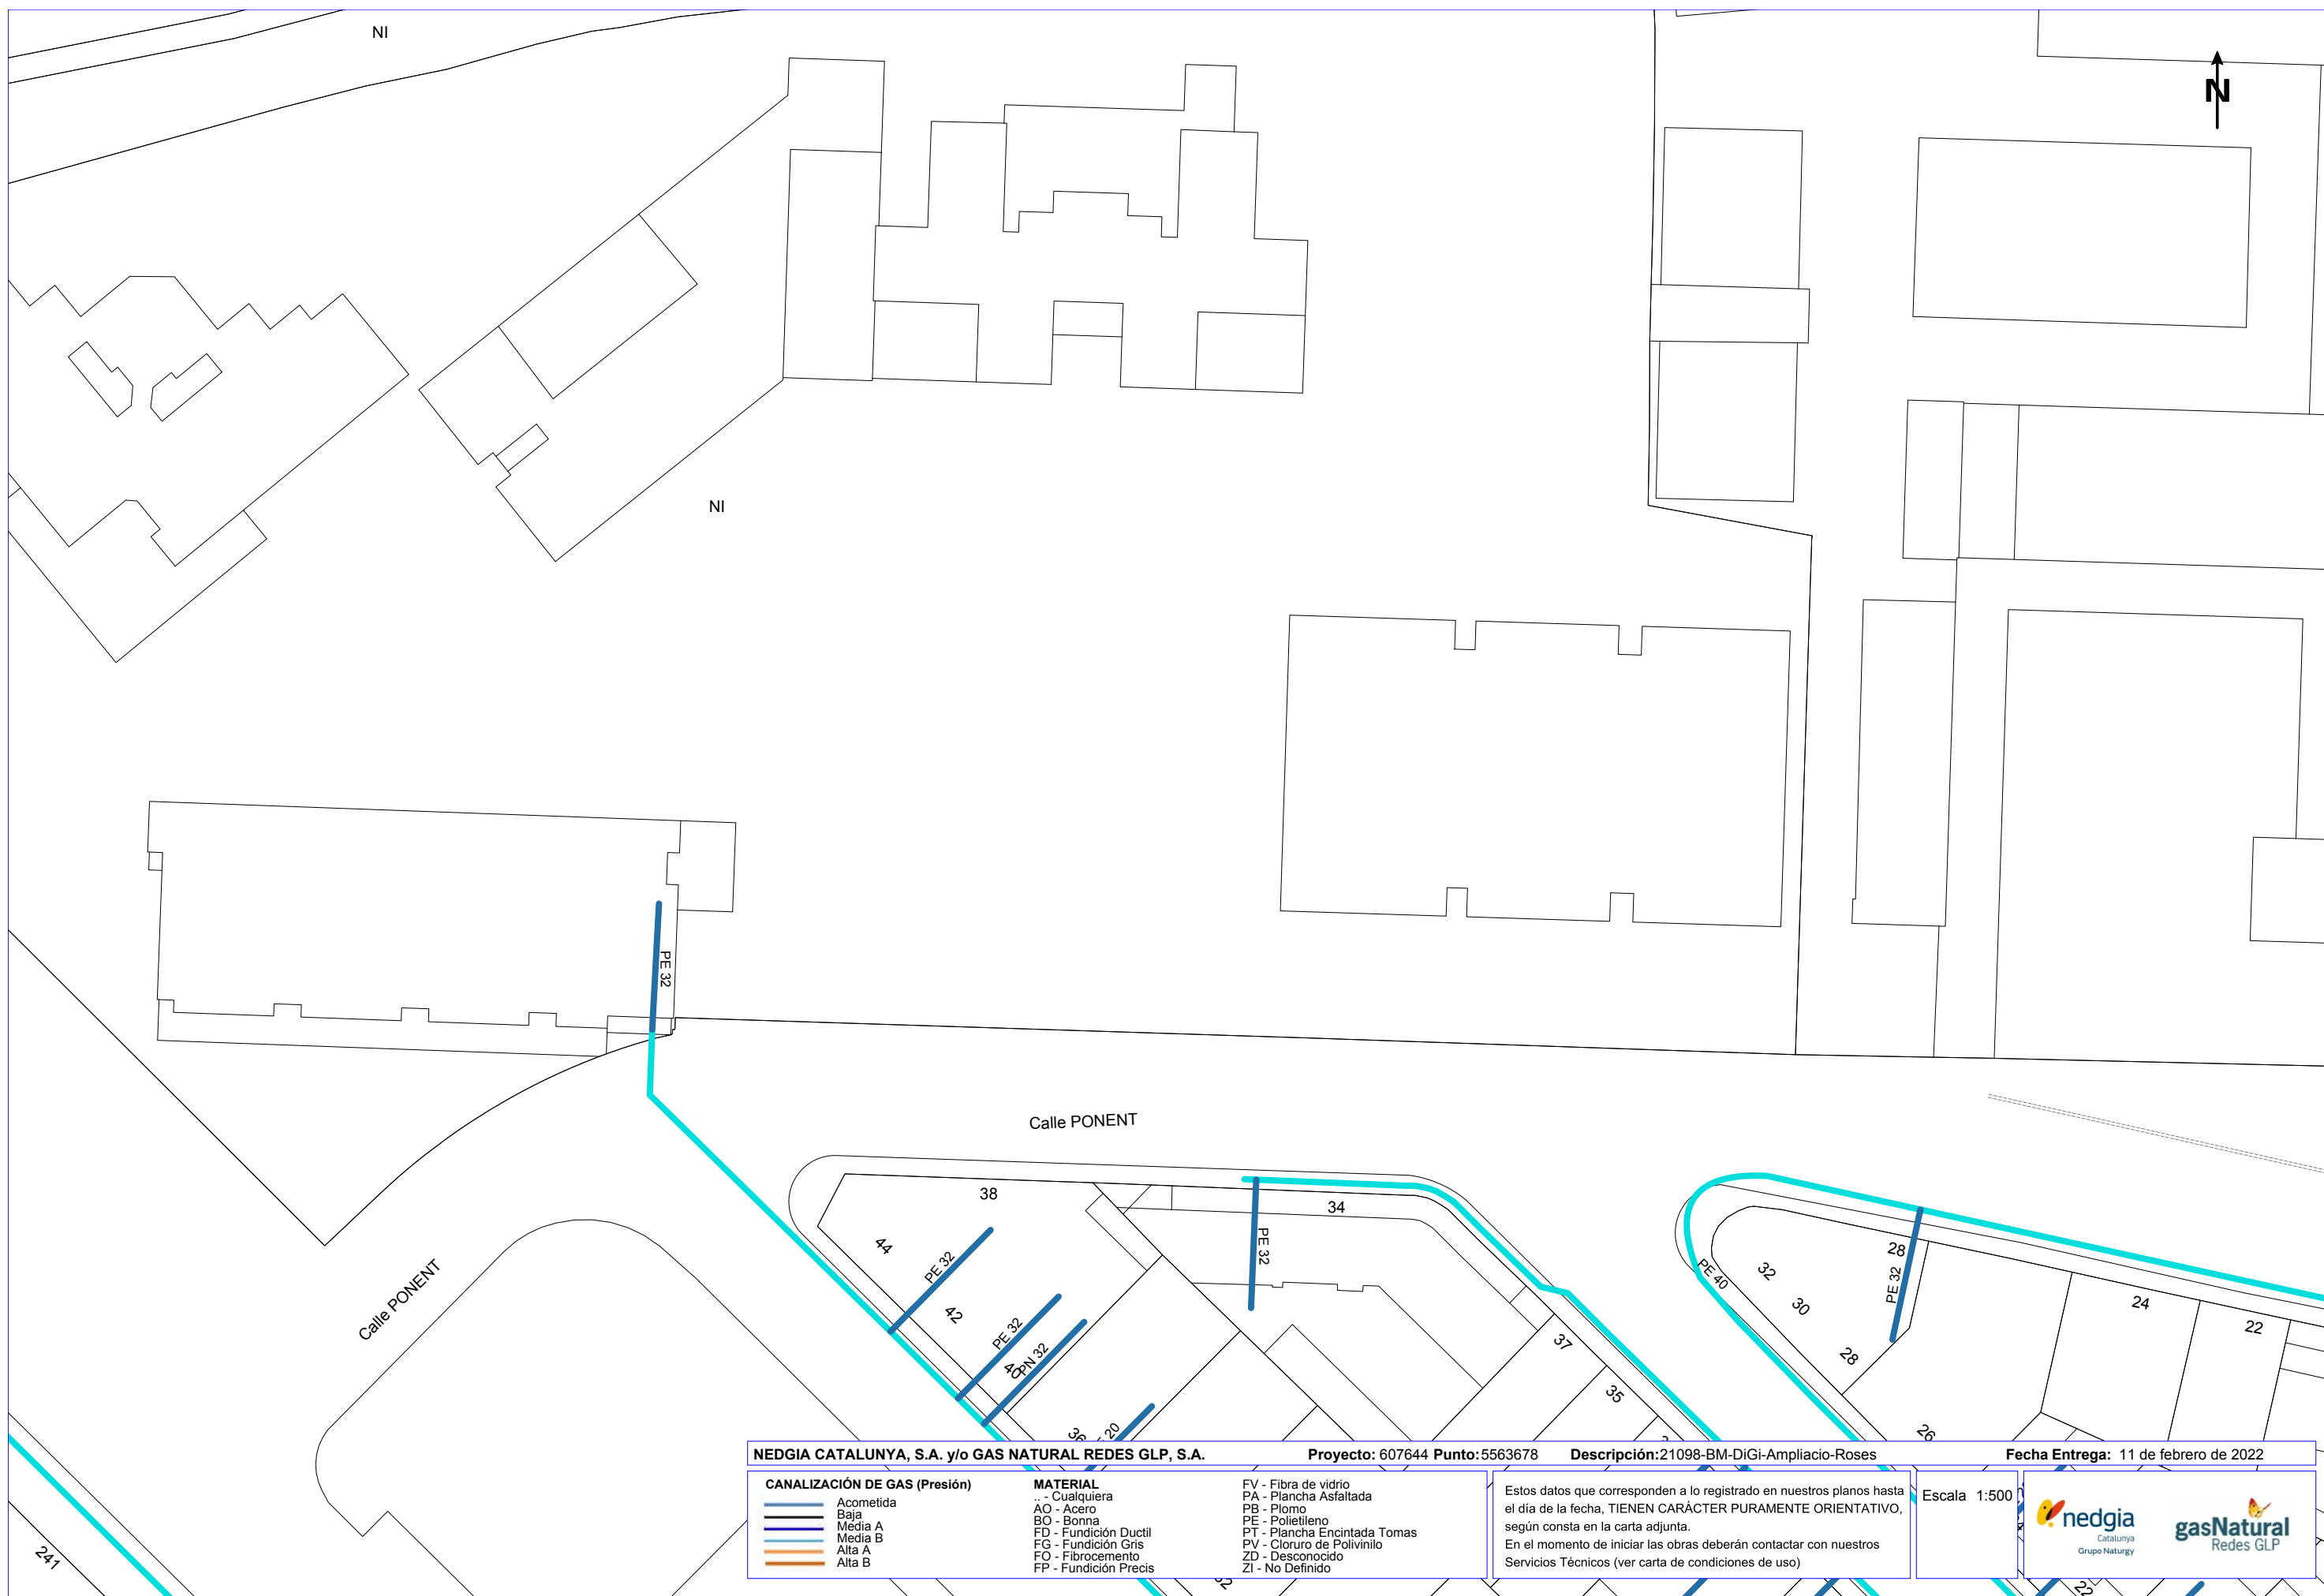 NI
N
NI
PE 32
Calle PONENT
Calle PONENT
38
34
44
PE 32
PE 32
42
PE 32
40
PN 32
36
20
37
35
28
PE 32
PE 40
32
30
28
26
24
22
241
22
NEDGIA CATALUNYA, S.A. y/o GAS NATURAL REDES GLP, S.A. Proyecto: 607644 Punto:5563678 Descripción:21098-BM-DiGi-Ampliacio-Roses Fecha Entrega: 11 de febrero de 2022
CANALIZACIÓN DE GAS (Presión)
Acometida
Baja
Media A
Media B
Alta A
Alta B
MATERIAL
.. - Cualquiera
AO - Acero
BO - Bonna
FD - Fundición Ductil
FG - Fundición Gris
FO - Fibrocemento
FP - Fundición Precis
FV - Fibra de vidrio
PA - Plancha Asfaltada
PB - Plomo
PE - Polietileno
PT - Plancha Encintada Tomas
PV - Cloruro de Polivinilo
ZD - Desconocido
ZI - No Definido
Estos datos que corresponden a lo registrado en nuestros planos hasta
el día de la fecha, TIENEN CARÁCTER PURAMENTE ORIENTATIVO,
según consta en la carta adjunta.
En el momento de iniciar las obras deberán contactar con nuestros
Servicios Técnicos (ver carta de condiciones de uso)
Escala 1:500
nedgia
Catalunya
Grupo Naturgy
gasNatural
Redes GLP